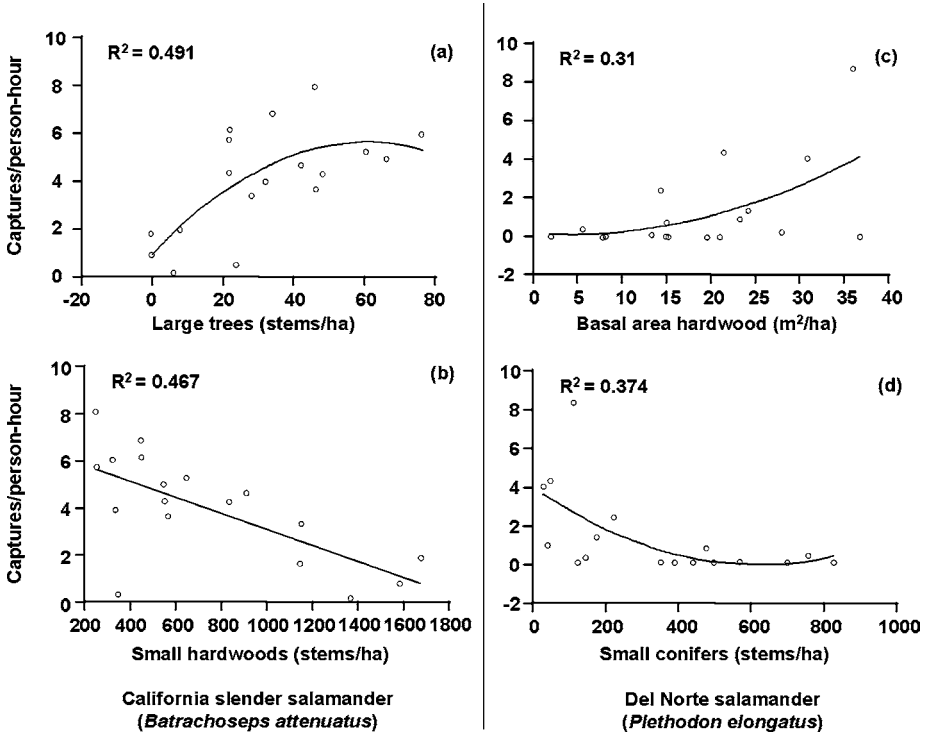 R² = 0.491
(a)
Captures/person-hour
10
8
6
4
2
0
-20 0 20 40 60 80
Large trees (stems/ha)
R² = 0.467
(b)
Captures/person-hour
10
8
6
4
2
0
200 400 600 800 1000 1200 1400 1600 1800
Small hardwoods (stems/ha)
California slender salamander
(Batrachoseps attenuatus)
R² = 0.31
(c)
10
8
6
4
2
0
-2
0 5 10 15 20 25 30 35 40
Basal area hardwood (m²/ha)
R² = 0.374
(d)
10
8
6
4
2
0
-2
0 200 400 600 800 1000
Small conifers (stems/ha)
Del Norte salamander
(Plethodon elongatus)